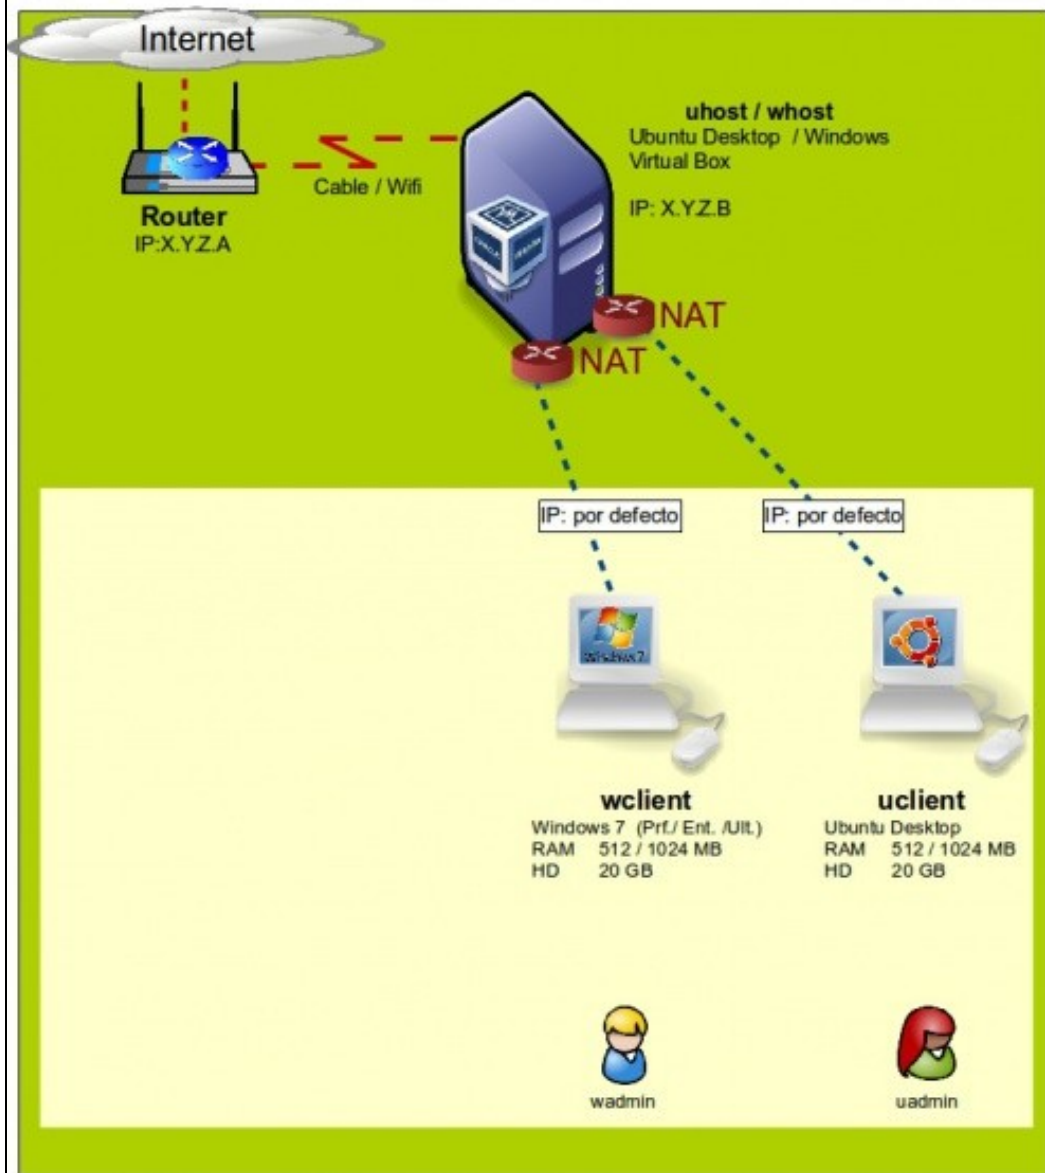 Internet
uhost / whost
Ubuntu Desktop / Windows
Virtual Box
IP: X.Y.Z.B
Cable / Wifi
Router
IP:X.Y.Z.A
NAT
NAT
IP: por defecto
IP: por defecto
Windows 7
wclient
Windows 7 (Prf./ Ent. /Ult.)
RAM 512 / 1024 MB
HD 20 GB
uclient
Ubuntu Desktop
RAM 512 / 1024 MB
HD 20 GB
wadmin
uadmin